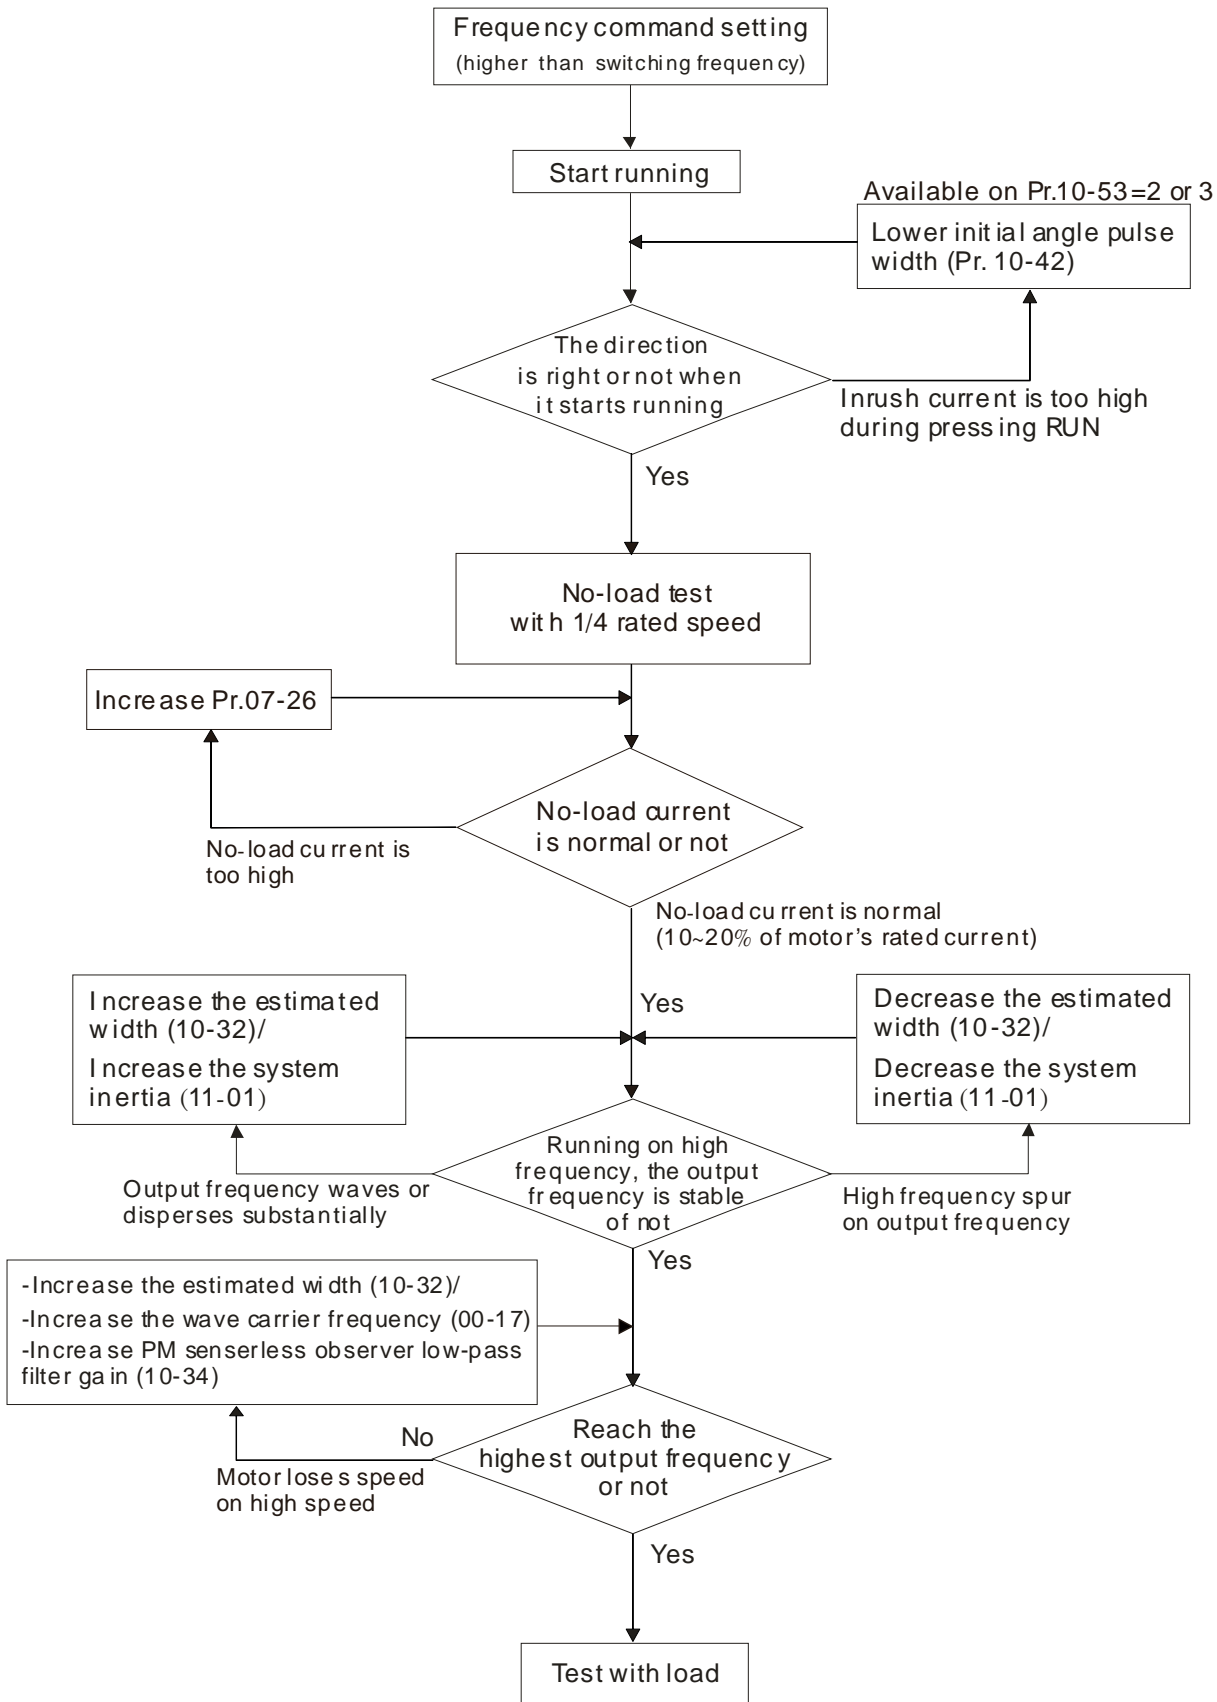 Frequency command setting
(higher than switching frequency)
Start running
Available on Pr.10-53=2 or 3
Lower initial angle pulse
width (Pr. 10-42)
The direction
is right or not when
it starts running
Inrush current is too high
during pressing RUN
Yes
No-load test
with 1/4 rated speed
Increase Pr.07-26
No-load current
is normal or not
No-load current is
too high
No-load current is normal
(10~20% of motor's rated current)
Increase the estimated
width (10-32)/
Increase the system
inertia (11-01)
Yes
Decrease the estimated
width (10-32)/
Decrease the system
inertia (11-01)
Running on high
frequency, the output
frequency is stable
of not
Output frequency waves or
disperses substantially
High frequency spur
on output frequency
Yes
-Increase the estimated width (10-32)/
-Increase the wave carrier frequency (00-17)
-Increase PM senserless observer low-pass
filter gain (10-34)
Reach the
highest output frequency
or not
No
Motor loses speed
on high speed
Yes
Test with load